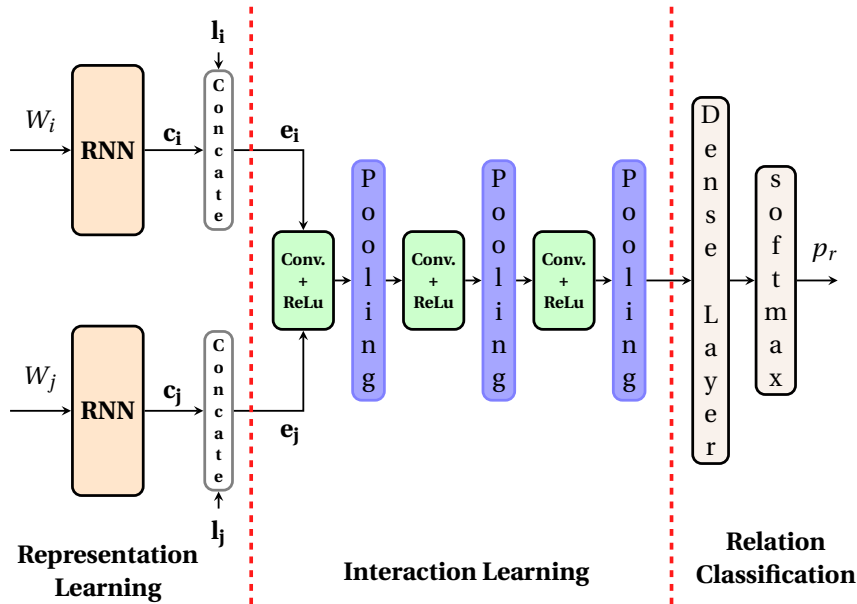 l_i
W_i
RNN
c_i
Concate
e_i
W_j
RNN
c_j
Concate
e_j
l_j
Conv.
+
ReLu
Pooling
Conv.
+
ReLu
Pooling
Conv.
+
ReLu
Pooling
Dense Layer
softmax
p_r
Representation
Learning
Interaction Learning
Relation
Classification